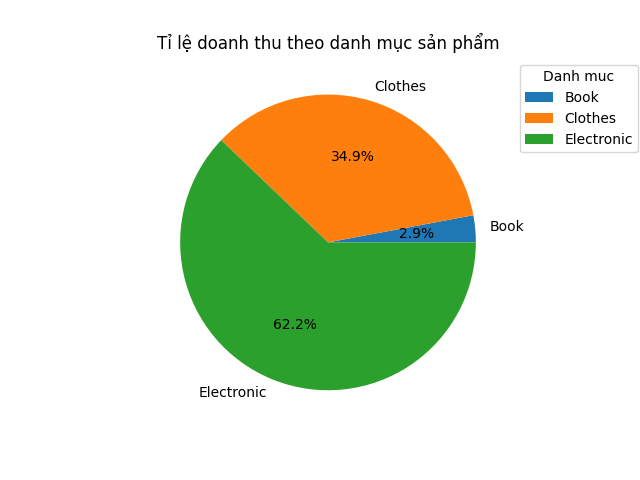 Tỉ lệ doanh thu theo danh mục sản phẩm
Clothes
Danh muc
Book
Clothes
Electronic
34.9%
Book
2.9%
62.2%
Electronic